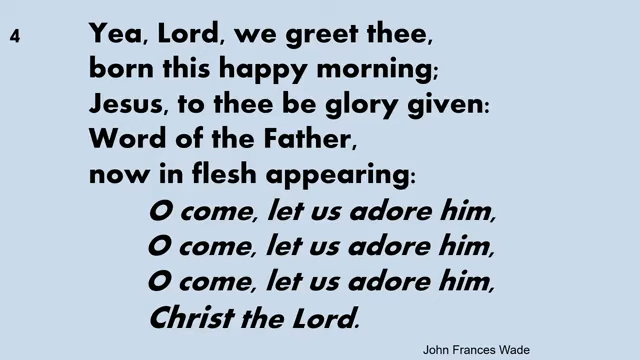 4 Yea, Lord, we greet thee,
born this happy morning;
Jesus, to thee be glory given:
Word of the Father,
now in flesh appearing:
O come, let us adore him,
O come, let us adore him,
O come, let us adore him,
Christ the Lord.
John Frances Wade